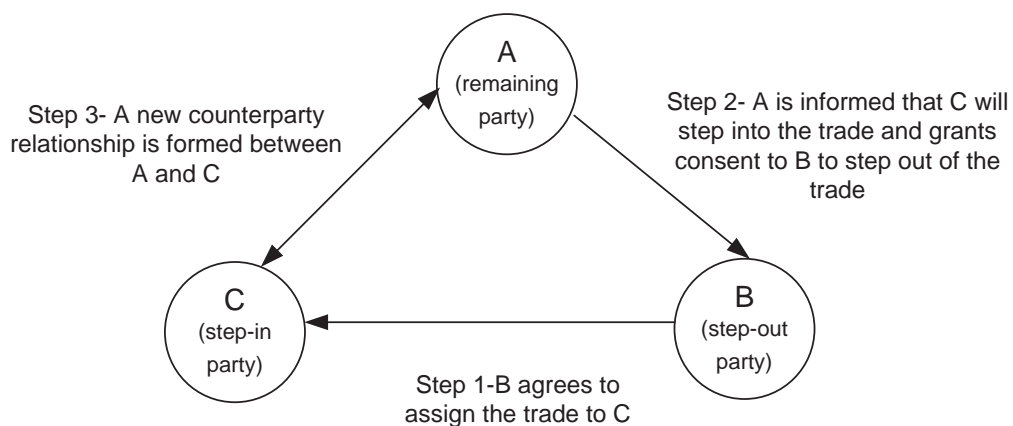 A
(remaining
party)
Step 3- A new counterparty
relationship is formed between
A and C
Step 2- A is informed that C will
step into the trade and grants
consent to B to step out of the
trade
C
(step-in
party)
B
(step-out
party)
Step 1-B agrees to
assign the trade to C